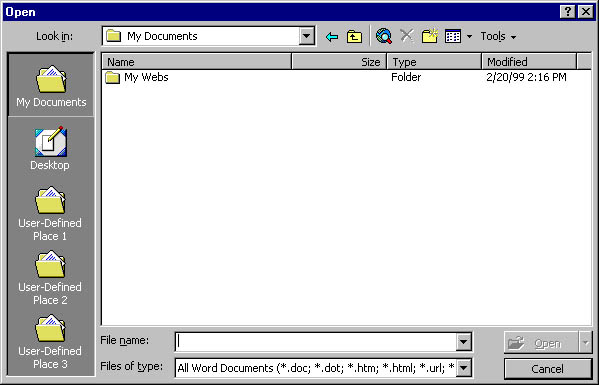 Open
Look in: My Documents Tools
Name Size Type Modified
My Webs Folder 2/20/99 2:16 PM
My Documents
Desktop
User-Defined
Place 1
User-Defined
Place 2
User-Defined
Place 3
File name: Open
Files of type: All Word Documents (*.doc; *.dot; *.htm; *.html; *.url; * Cancel